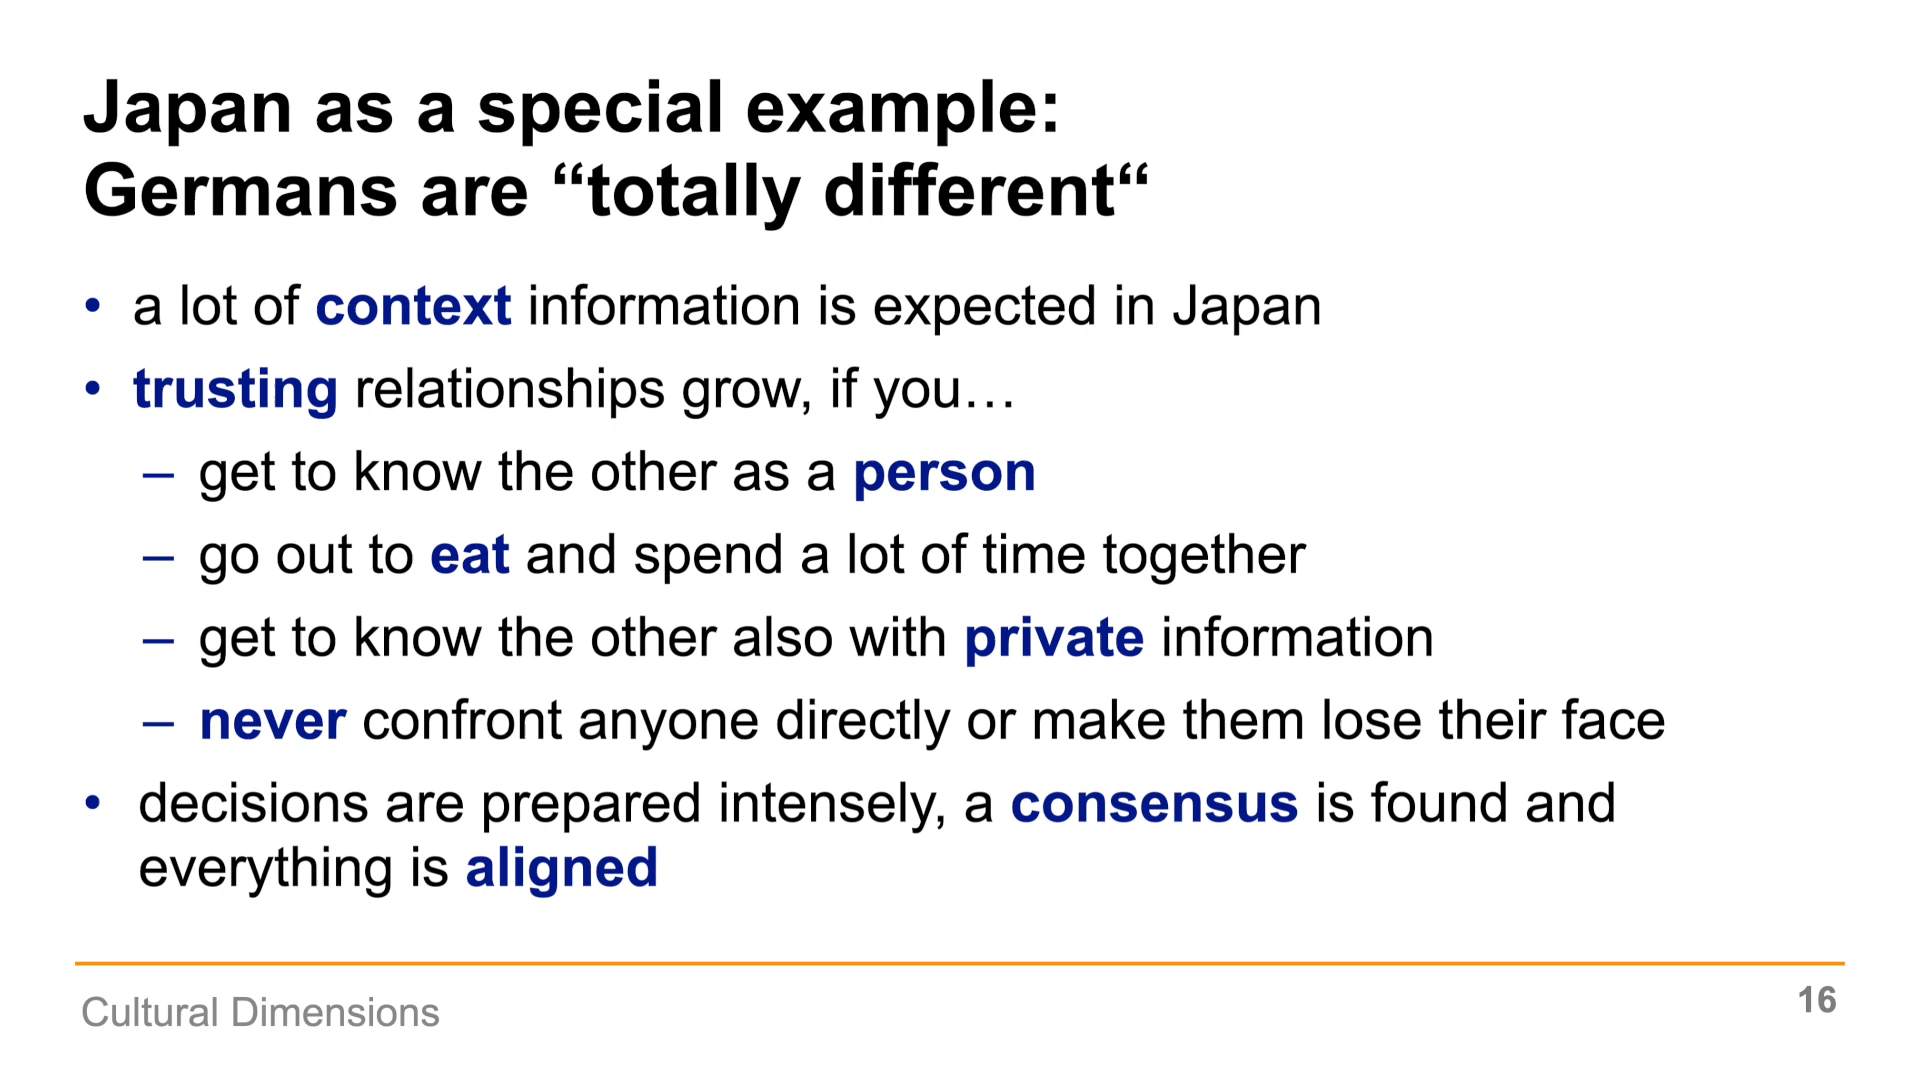 Japan as a special example:
Germans are “totally different“
• a lot of context information is expected in Japan
• trusting relationships grow, if you…
– get to know the other as a person
– go out to eat and spend a lot of time together
– get to know the other also with private information
– never confront anyone directly or make them lose their face
• decisions are prepared intensely, a consensus is found and
everything is aligned
Cultural Dimensions
16